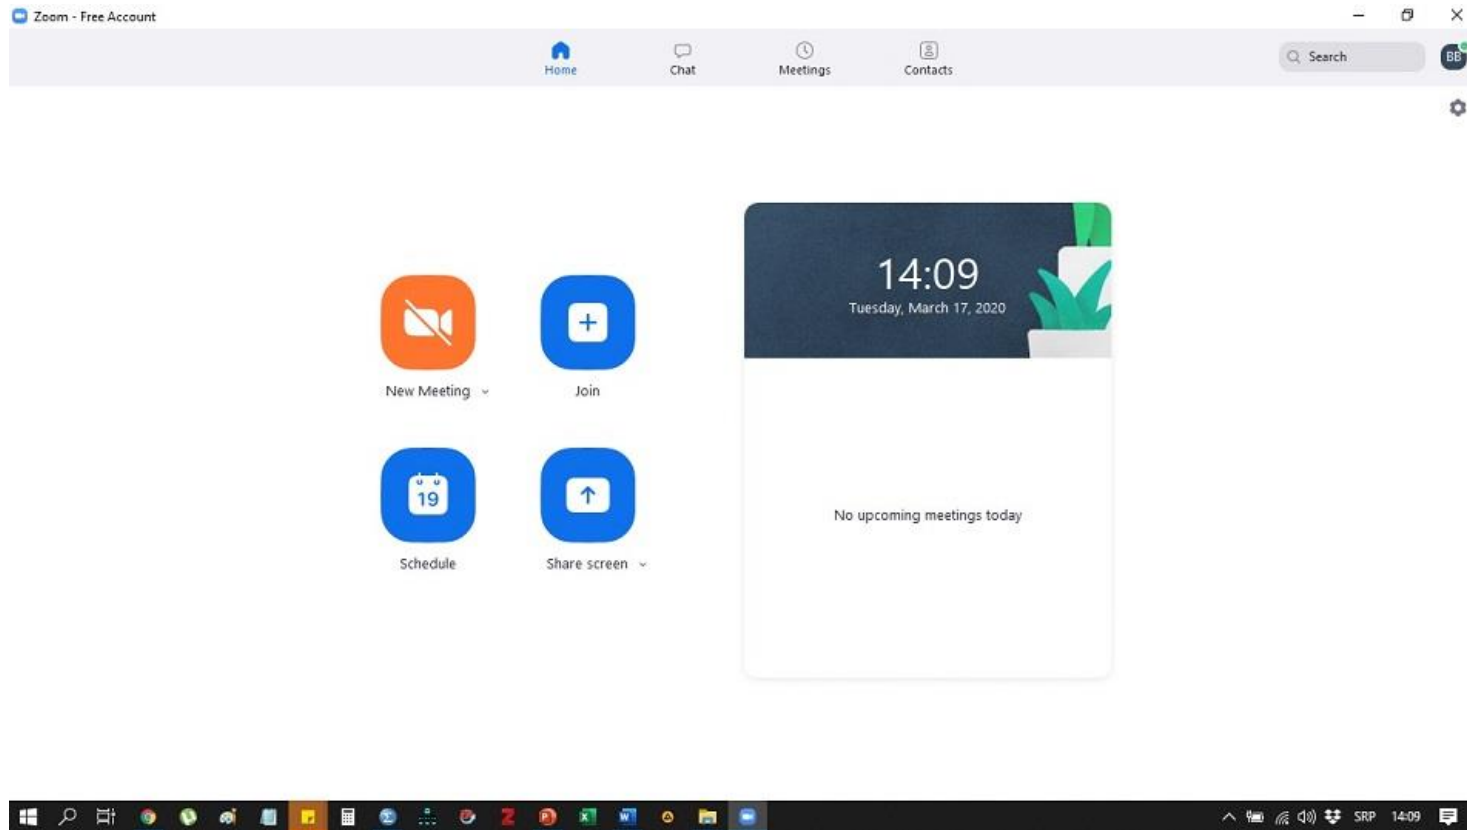 Zoom - Free Account
Home
Chat
Meetings
Contacts
Search
BB
14:09
Tuesday, March 17, 2020
New Meeting
Join
19
Schedule
Share screen
No upcoming meetings today
SRP 14:09